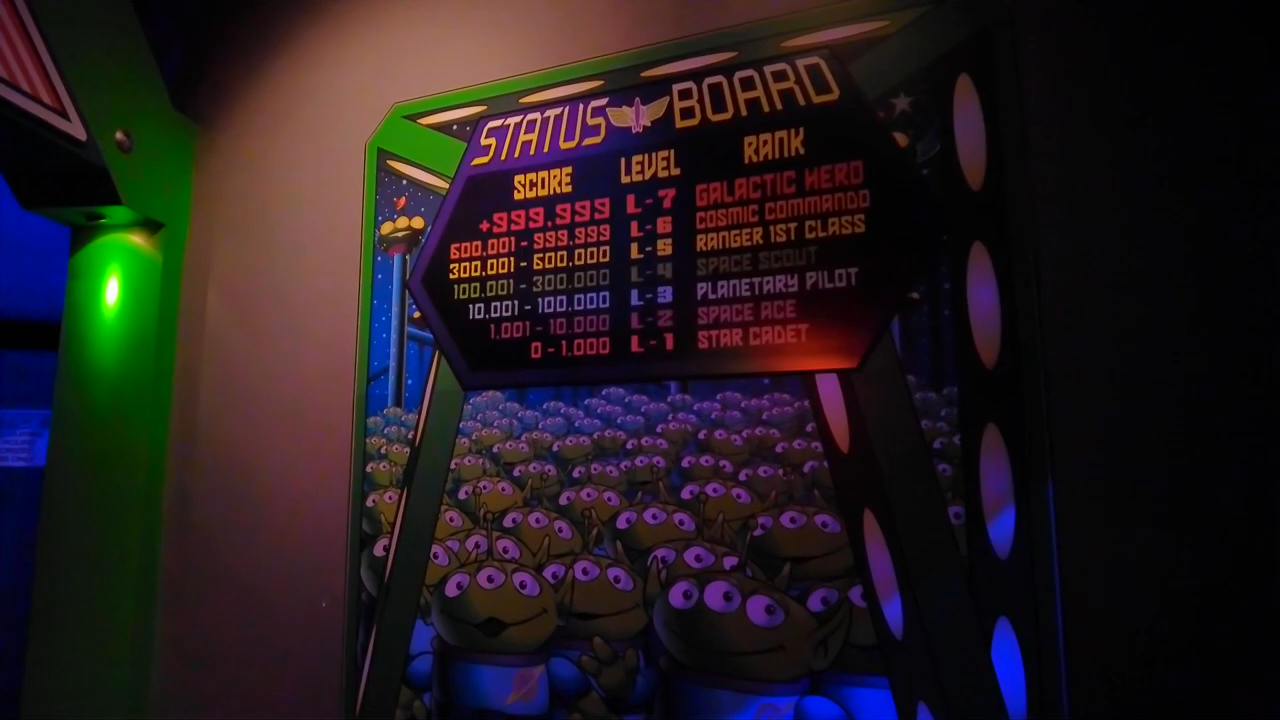 STATUS BOARD
SCORE LEVEL RANK
+999,999 L-7 GALACTIC HERO
600,001 - 999,999 L-6 COSMIC COMMANDO
300,001 - 600,000 L-5 RANGER 1ST CLASS
100,001 - 300,000 L-4 SPACE SCOUT
10,001 - 100,000 L-3 PLANETARY PILOT
1,001 - 10,000 L-2 SPACE ACE
0 - 1,000 L-1 STAR CADET